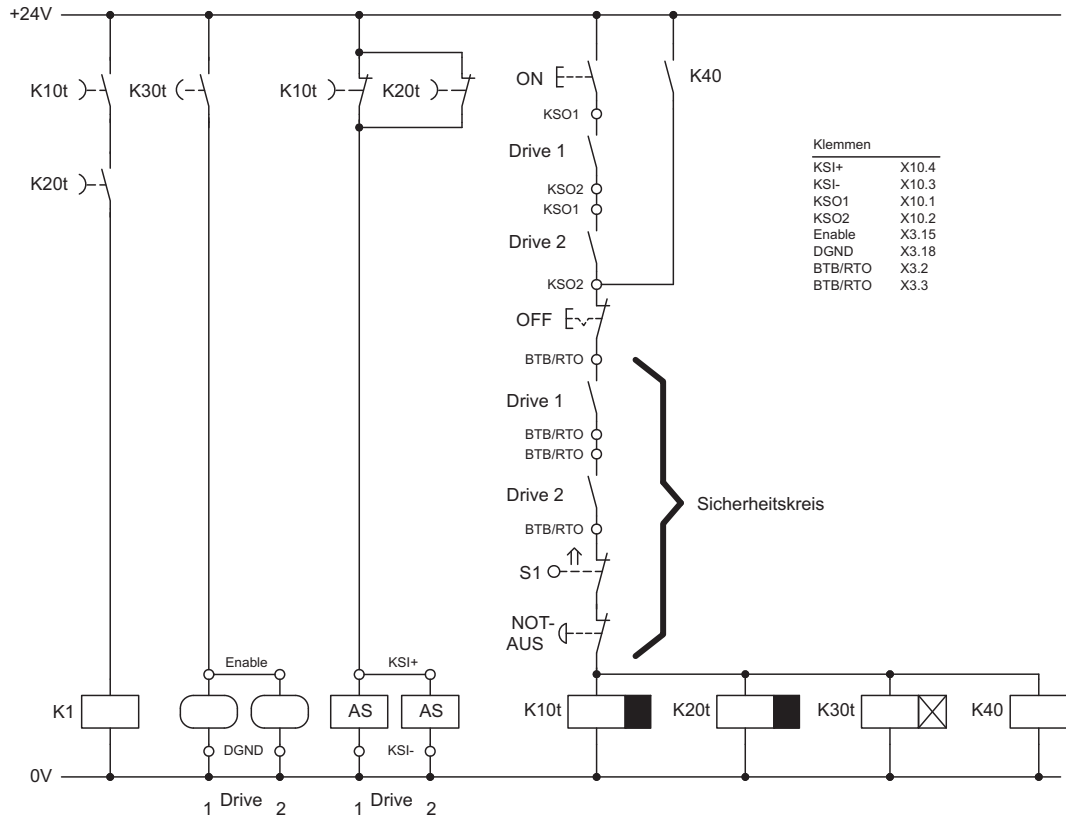 +24V
K10t
K30t
K10t
K20t
ON
K40
KSO1
K20t
Drive 1
KSO2
KSO1
Drive 2
KSO2
Klemmen
KSI+ X10.4
KSI- X10.3
KSO1 X10.1
KSO2 X10.2
Enable X3.15
DGND X3.18
BTB/RTO X3.2
BTB/RTO X3.3
OFF
BTB/RTO
Drive 1
BTB/RTO
BTB/RTO
Drive 2
BTB/RTO
Sicherheitskreis
S1
NOT-
AUS
Enable
KSI+
K1
AS
AS
K10t
K20t
K30t
K40
DGND
KSI-
0V
1 Drive 2
1 Drive 2